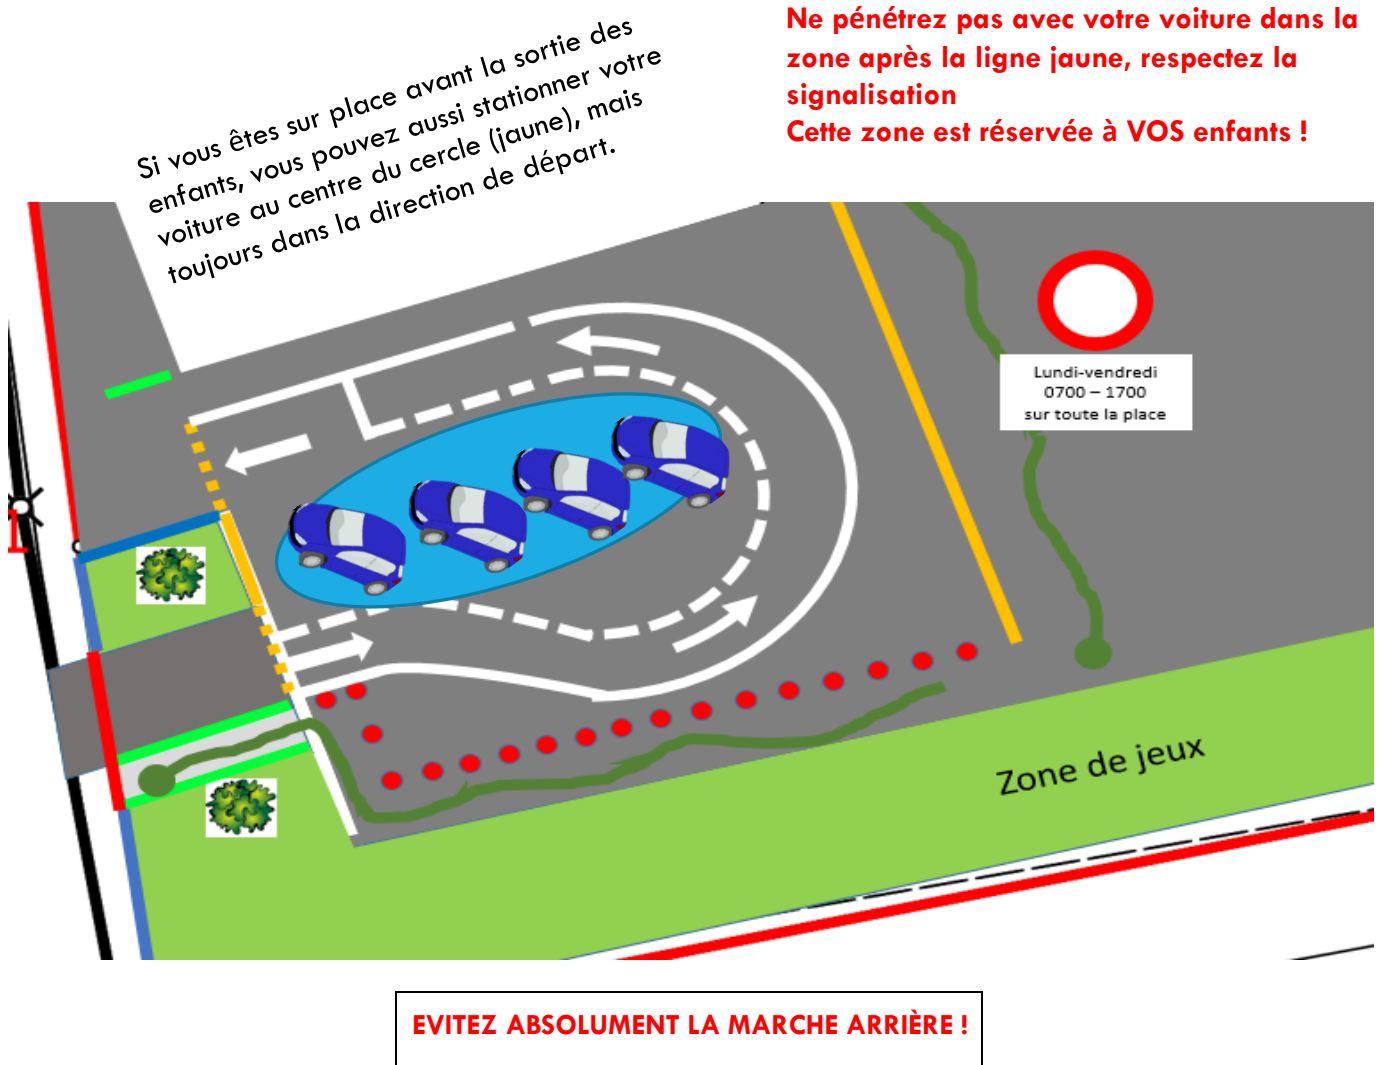 Si vous êtes sur place avant la sortie des
enfants, vous pouvez aussi stationner votre
voiture au centre du cercle (jaune), mais
toujours dans la direction de départ.
Ne pénétrez pas avec votre voiture dans la
zone après la ligne jaune, respectez la
signalisation
Cette zone est réservée à VOS enfants !
Lundi-vendredi
0700 – 1700
sur toute la place
Zone de jeux
EVITEZ ABSOLUMENT LA MARCHE ARRIÈRE !